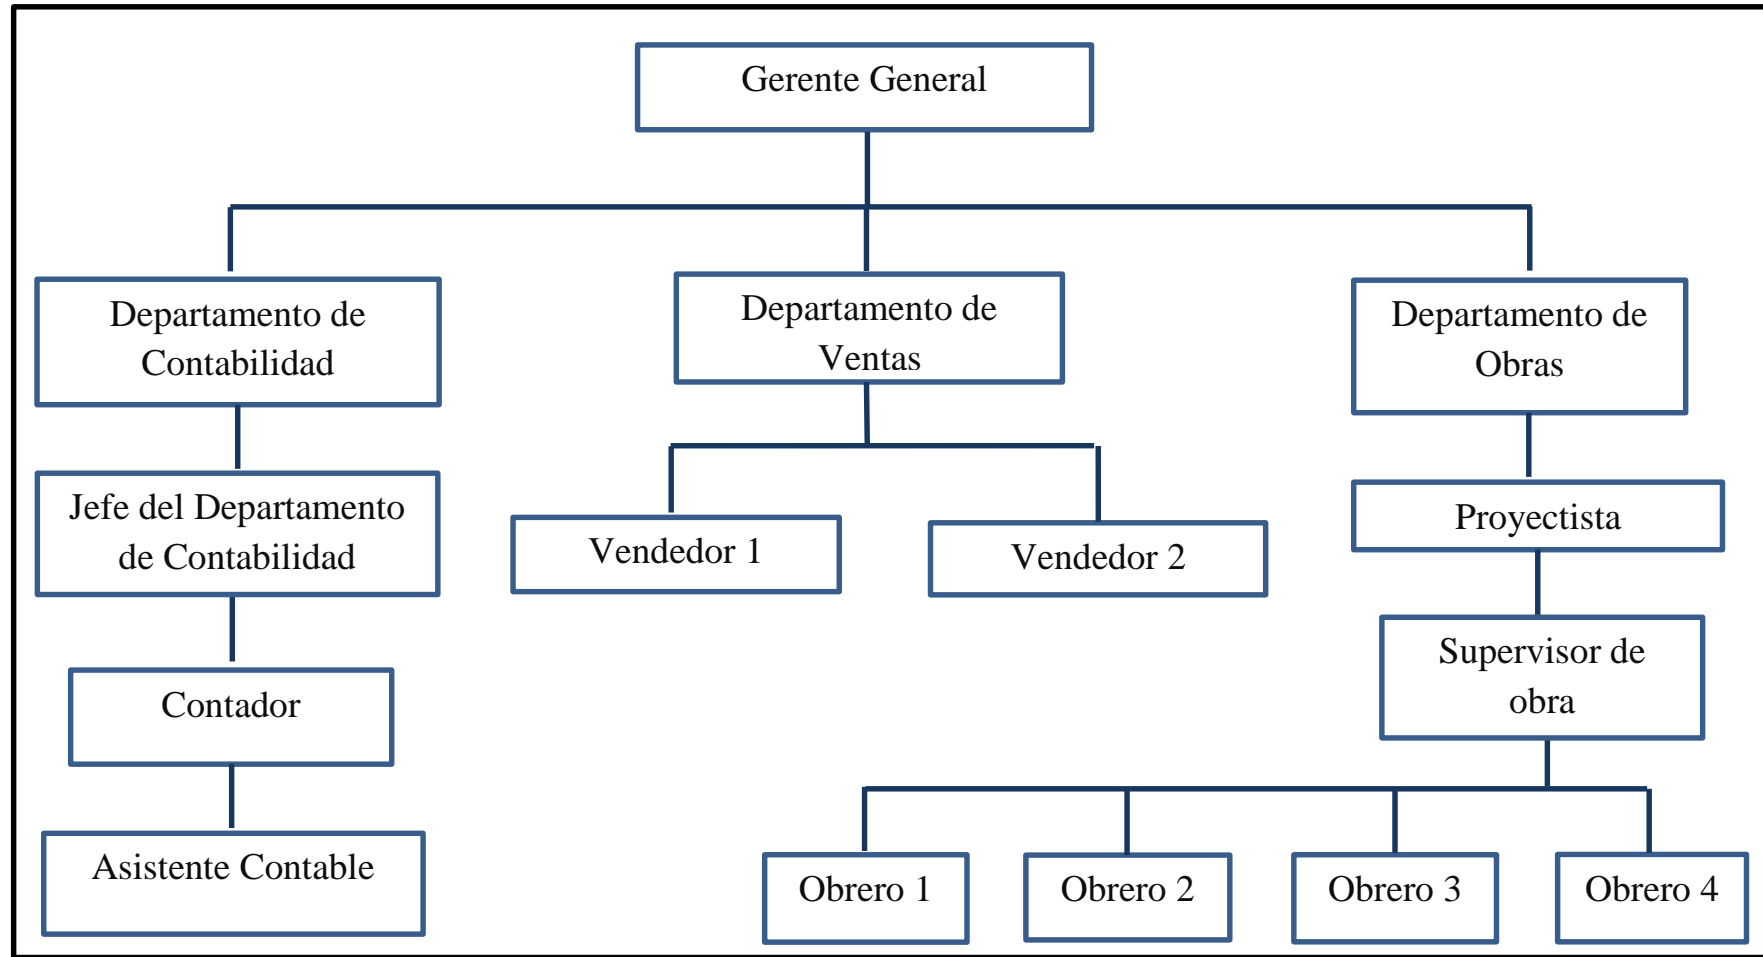 Gerente General
Departamento de
Contabilidad
Departamento de
Ventas
Departamento de
Obras
Jefe del Departamento
de Contabilidad
Vendedor 1
Vendedor 2
Proyectista
Contador
Supervisor de
obra
Asistente Contable
Obrero 1
Obrero 2
Obrero 3
Obrero 4